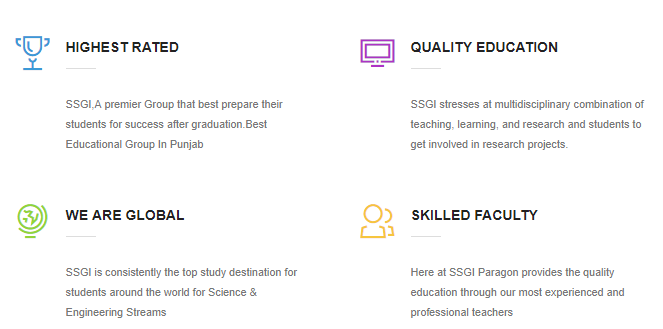 HIGHEST RATED
SSGI,A premier Group that best prepare their
students for success after graduation.Best
Educational Group In Punjab
QUALITY EDUCATION
SSGI stresses at multidisciplinary combination of
teaching, learning, and research and students to
get involved in research projects.
WE ARE GLOBAL
SSGI is consistently the top study destination for
students around the world for Science &
Engineering Streams
SKILLED FACULTY
Here at SSGI Paragon provides the quality
education through our most experienced and
professional teachers